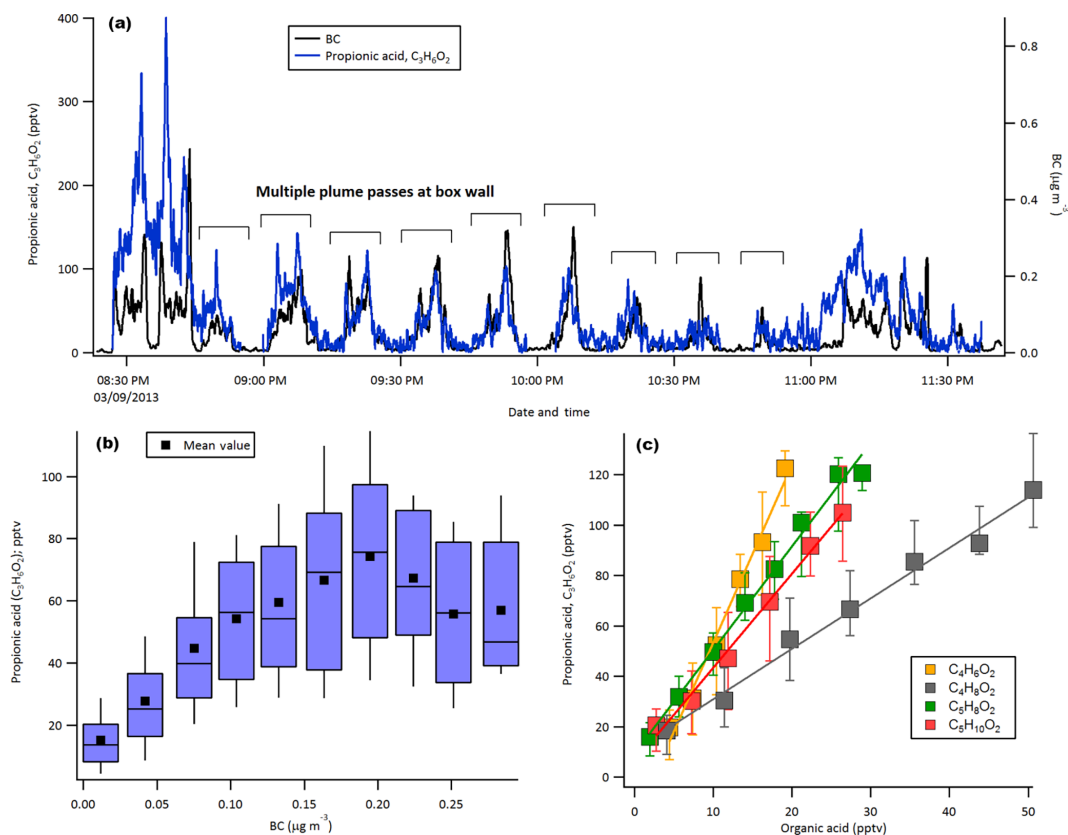 (a)
BC
Propionic acid, C₃H₆O₂
Multiple plume passes at box wall
Propionic acid, C₃H₆O₂ (pptv)
400
300
200
100
0
BC (µg m⁻³)
0.8
0.6
0.4
0.2
0.0
08:30 PM
03/09/2013
09:00 PM
09:30 PM
10:00 PM
10:30 PM
11:00 PM
11:30 PM
Date and time
(b)
Mean value
Propionic acid (C₃H₆O₂); pptv
100
80
60
40
20
0.00
0.05
0.10
0.15
0.20
0.25
BC (µg m⁻³)
(c)
Propionic acid, C₃H₆O₂ (pptv)
120
100
80
60
40
20
0
C₄H₆O₂
C₄H₈O₂
C₅H₈O₂
C₅H₁₀O₂
0
10
20
30
40
50
Organic acid (pptv)